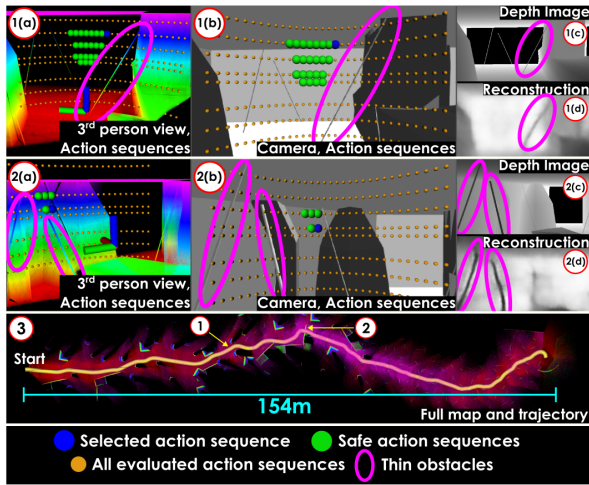 1(a)
3rd person view,
Action sequences
1(b)
Camera, Action sequences
Depth Image
1(c)
Reconstruction
1(d)
2(a)
3rd person view,
Action sequences
2(b)
Camera, Action sequences
Depth Image
2(c)
Reconstruction
2(d)
3
1
2
Start
154m
Full map and trajectory
Selected action sequence
Safe action sequences
All evaluated action sequences
Thin obstacles